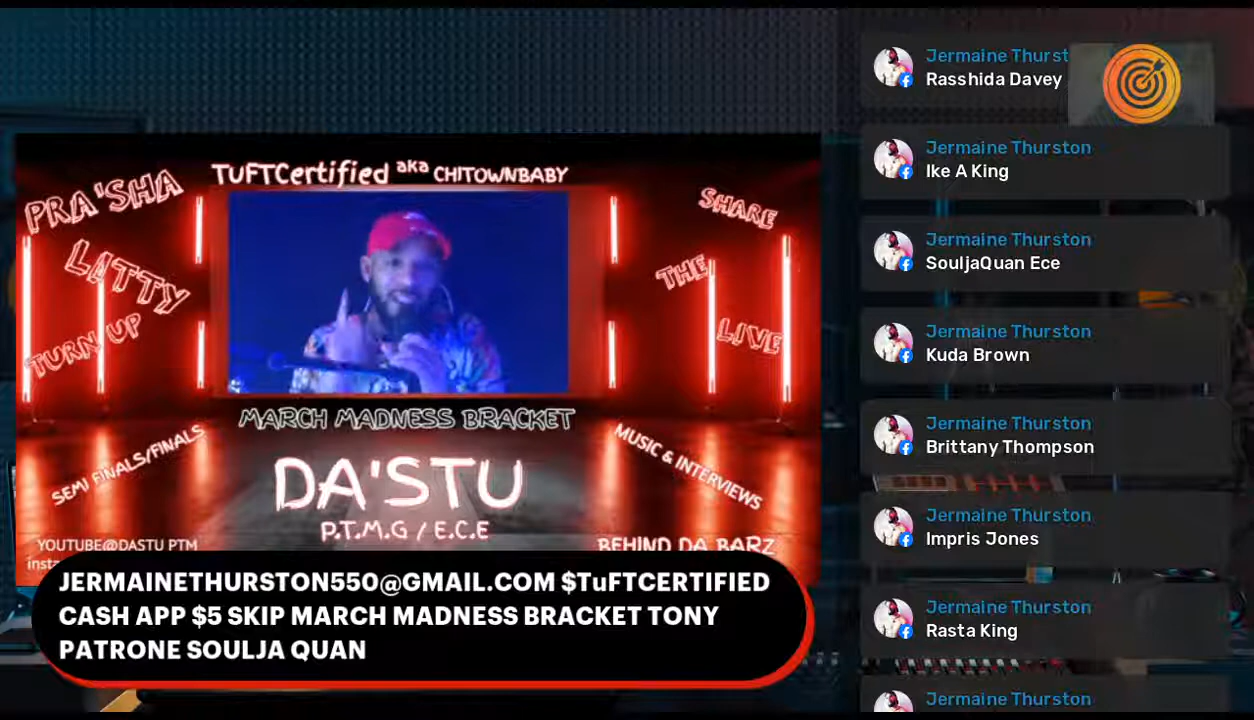 TuFTCertified aka CHITOWNBABY
PRA'SHA
LITTY
TURN UP
SHARE
THE
LIVE
MARCH MADNESS BRACKET
SEMI FINALS/FINALS
MUSIC & INTERVIEWS
DA'STU
P.T.M.G / E.C.E
YOUTUBE@DASTU PTM
BEHIND DA BARZ
JERMAINETHURSTON550@GMAIL.COM $TuFTCERTIFIED
CASH APP $5 SKIP MARCH MADNESS BRACKET TONY
PATRONE SOULJA QUAN
Jermaine Thurst
Rasshida Davey
Jermaine Thurston
Ike A King
Jermaine Thurston
SouljaQuan Ece
Jermaine Thurston
Kuda Brown
Jermaine Thurston
Brittany Thompson
Jermaine Thurston
Impris Jones
Jermaine Thurston
Rasta King
Jermaine Thurston